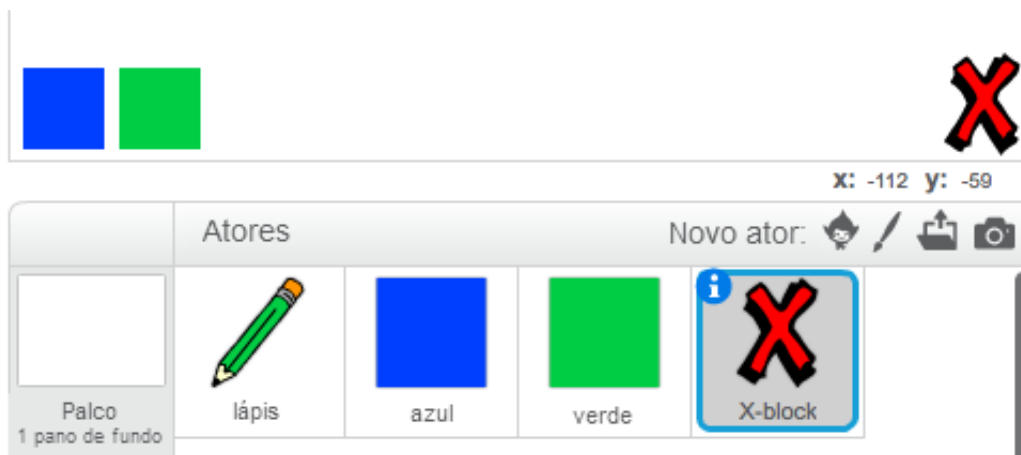 x: -112 y: -59
Atores
Novo ator:
Palco
1 pano de fundo
lápis
azul
verde
X-block